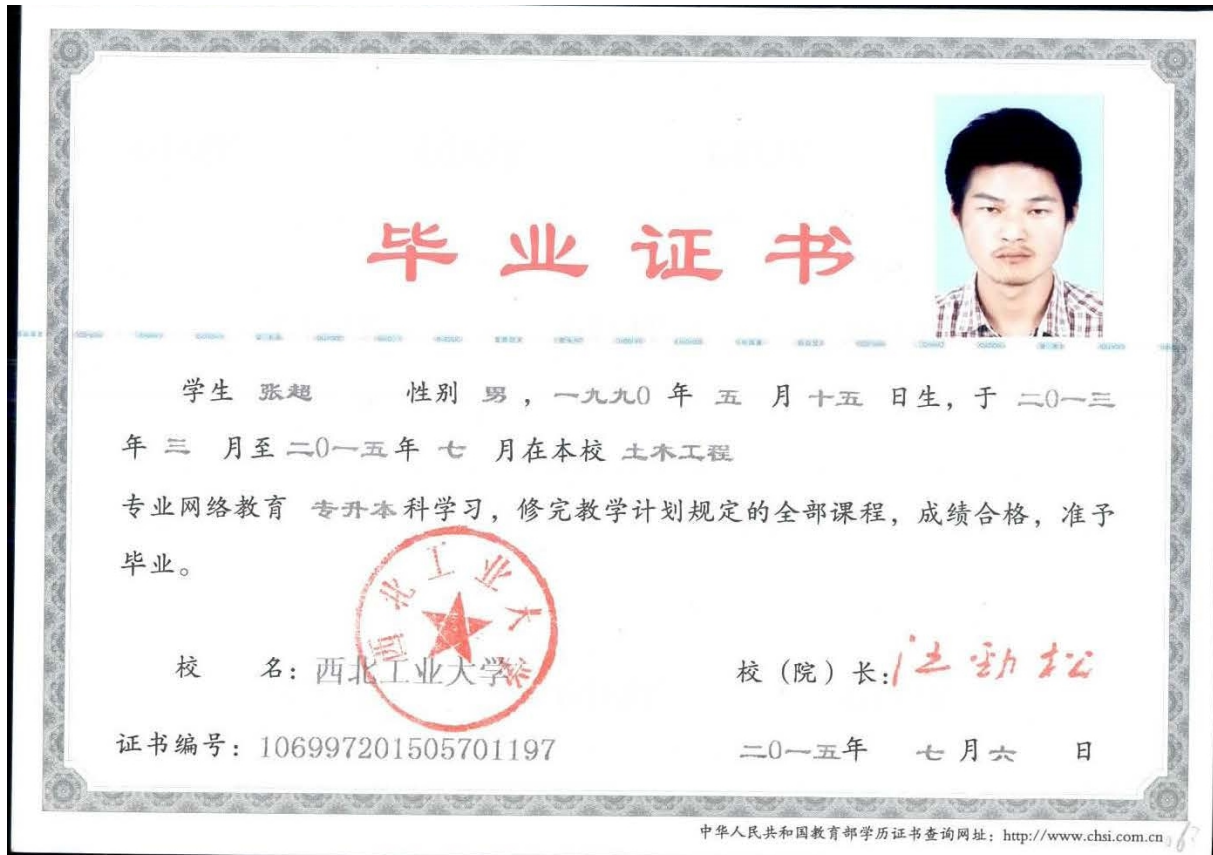 毕业证书
学生 张超 性别 男，一九九0 年 五 月 十五 日生，于 二0一三
年 三 月至 二0一五年 七 月在本校 土木工程
专业网络教育 专升本科学习，修完教学计划规定的全部课程，成绩合格，准予
毕业。
西北工业大学
校 名：西北工业大学
校（院）长：汪劲松
证书编号：106997201505701197
二0一五年 七月六 日
中华人民共和国教育部学历证书查询网址：http://www.chsi.com.cn